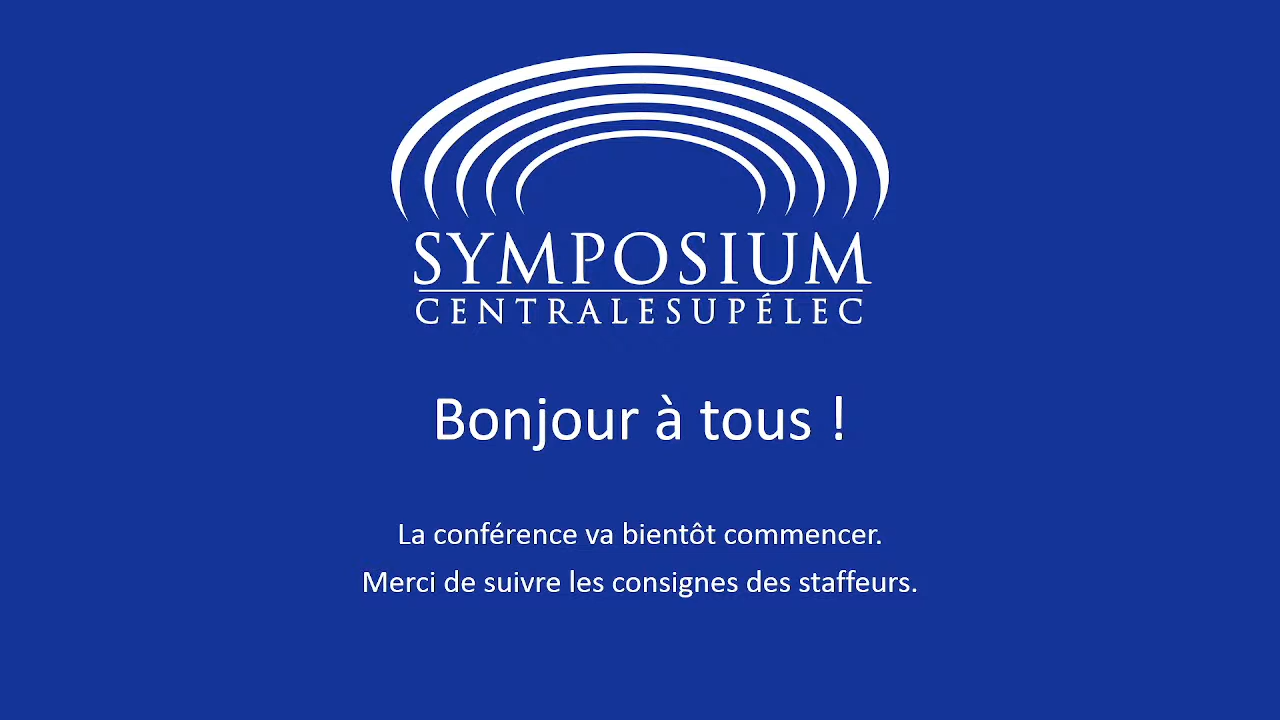 SYMPOSIUM
CENTRALESUPÉLEC
Bonjour à tous !
La conférence va bientôt commencer.
Merci de suivre les consignes des staffeurs.